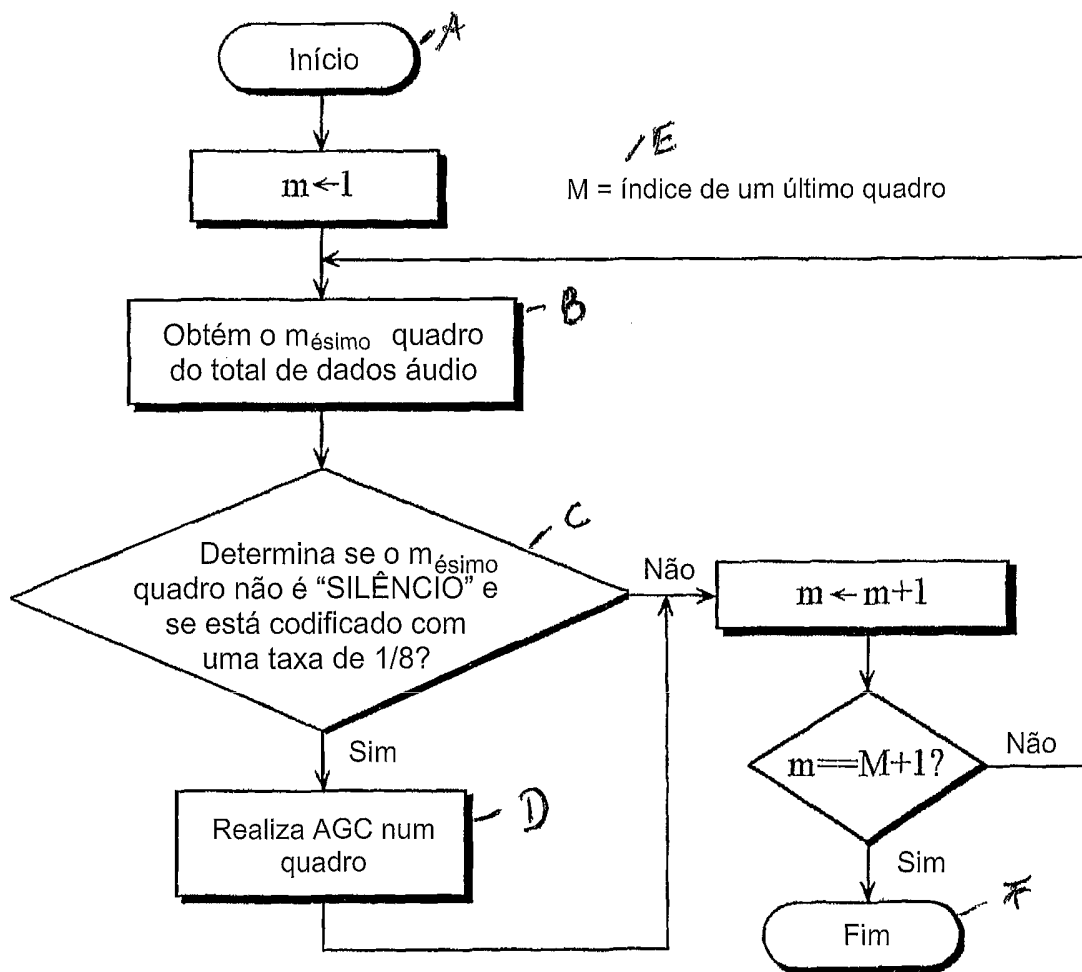 Início
A
m←1
E
M = índice de um último quadro
Obtém o mésimo quadro
do total de dados áudio
B
C
Determina se o mésimo
quadro não é “SILÊNCIO” e
se está codificado com
uma taxa de 1/8?
Não
m←m+1
Sim
m==M+1?
Não
Realiza AGC num
quadro
D
Sim
Fim
F